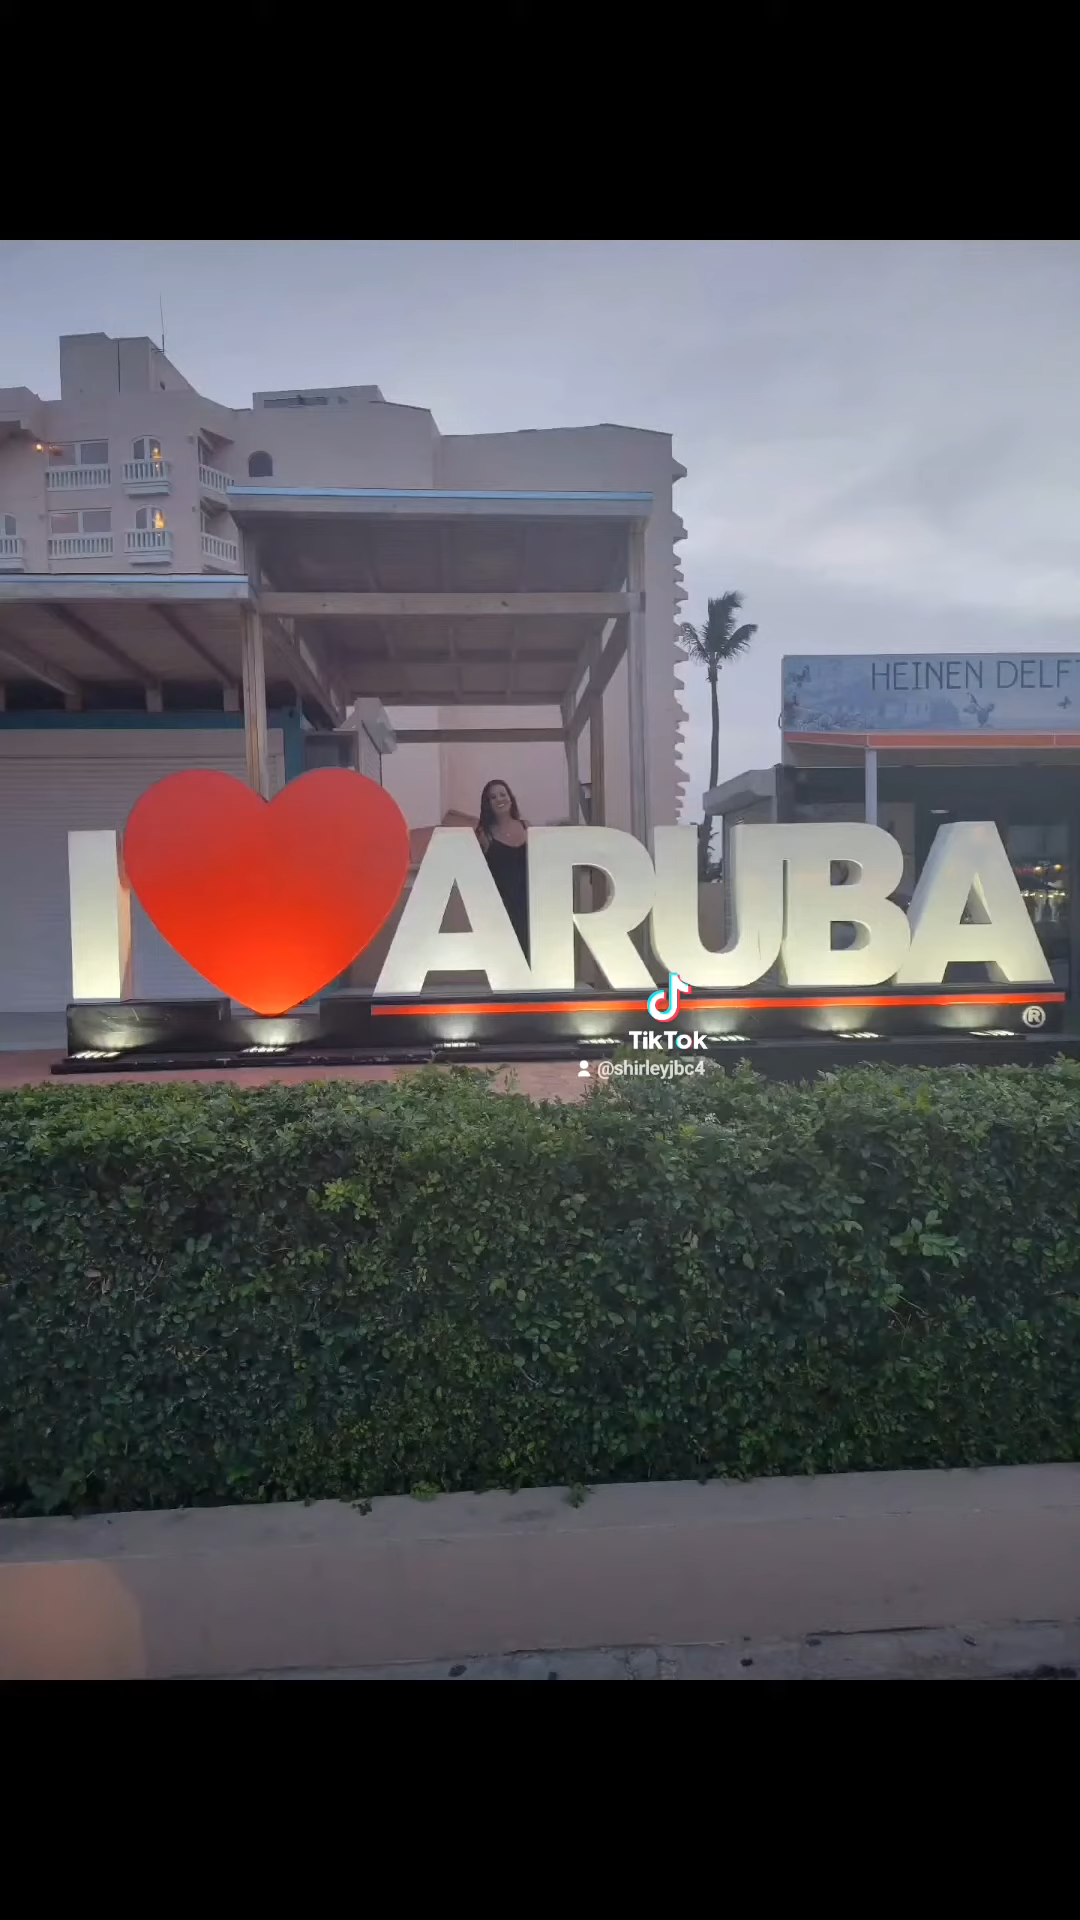 HEINEN DELFT
I ❤ ARUBA
®
TikTok
@shirleyjbc4